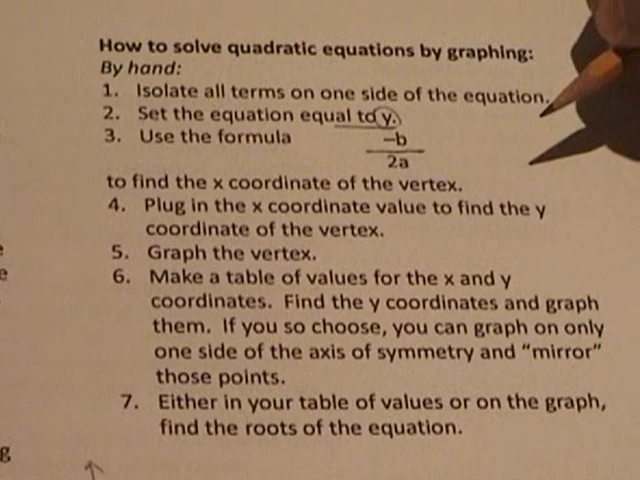 How to solve quadratic equations by graphing:
By hand:
1. Isolate all terms on one side of the equation.
2. Set the equation equal to y.
3. Use the formula −b
2a
to find the x coordinate of the vertex.
4. Plug in the x coordinate value to find the y
coordinate of the vertex.
5. Graph the vertex.
6. Make a table of values for the x and y
coordinates. Find the y coordinates and graph
them. If you so choose, you can graph on only
one side of the axis of symmetry and “mirror”
those points.
7. Either in your table of values or on the graph,
find the roots of the equation.